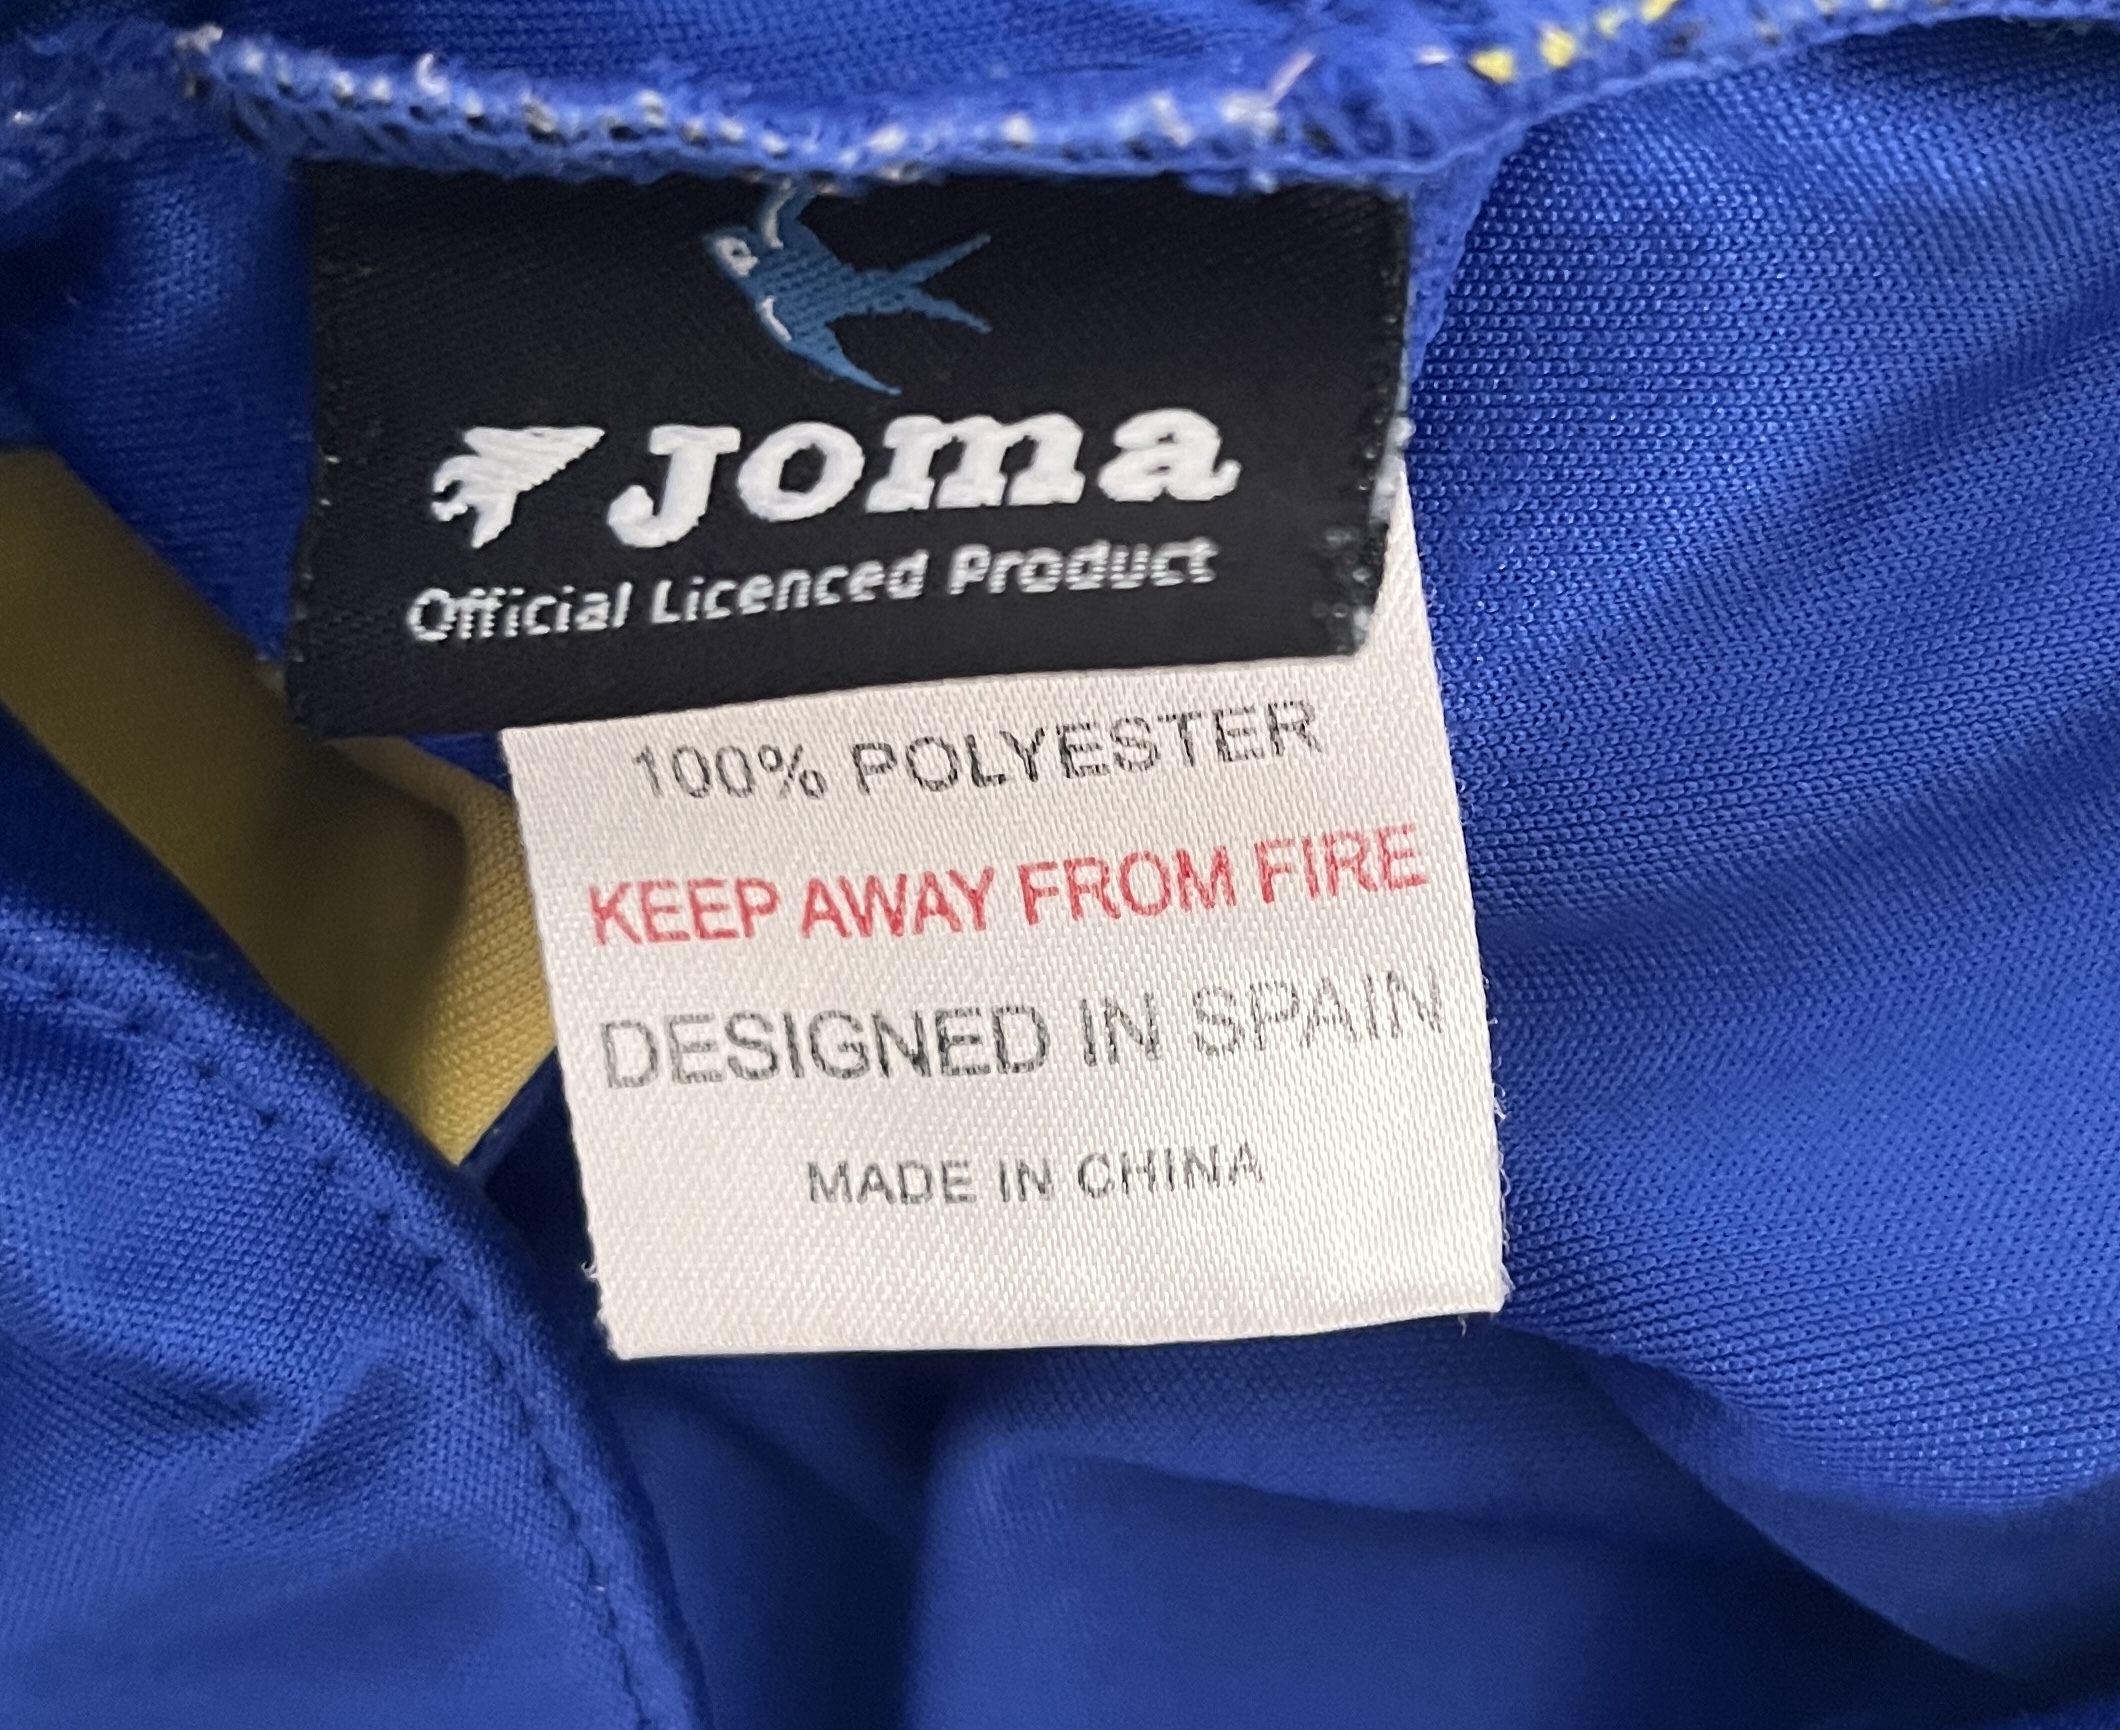 Joma
Official Licenced Product
100% POLYESTER
KEEP AWAY FROM FIRE
DESIGNED IN SPAIN
MADE IN CHINA